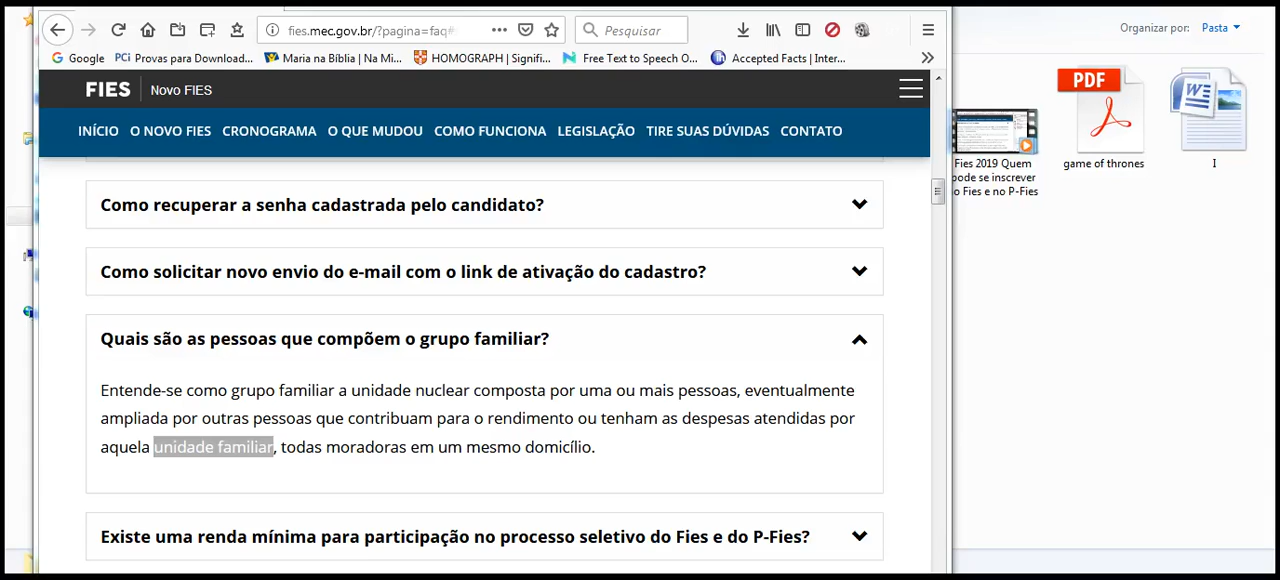 fies.mec.gov.br/?pagina=faq#
Pesquisar
Organizar por: Pasta
Google
PCi Provas para Download...
Maria na Bíblia | Na Mi...
HOMOGRAPH | Signifi...
Free Text to Speech O...
Accepted Facts | Inter...
FIES Novo FIES
INÍCIO O NOVO FIES CRONOGRAMA O QUE MUDOU COMO FUNCIONA LEGISLAÇÃO TIRE SUAS DÚVIDAS CONTATO
Como recuperar a senha cadastrada pelo candidato?
Como solicitar novo envio do e-mail com o link de ativação do cadastro?
Quais são as pessoas que compõem o grupo familiar?
Entende-se como grupo familiar a unidade nuclear composta por uma ou mais pessoas, eventualmente
ampliada por outras pessoas que contribuam para o rendimento ou tenham as despesas atendidas por
aquela unidade familiar, todas moradoras em um mesmo domicílio.
Existe uma renda mínima para participação no processo seletivo do Fies e do P-Fies?
Fies 2019 Quem
pode se inscrever
o Fies e no P-Fies
PDF
game of thrones
W
I